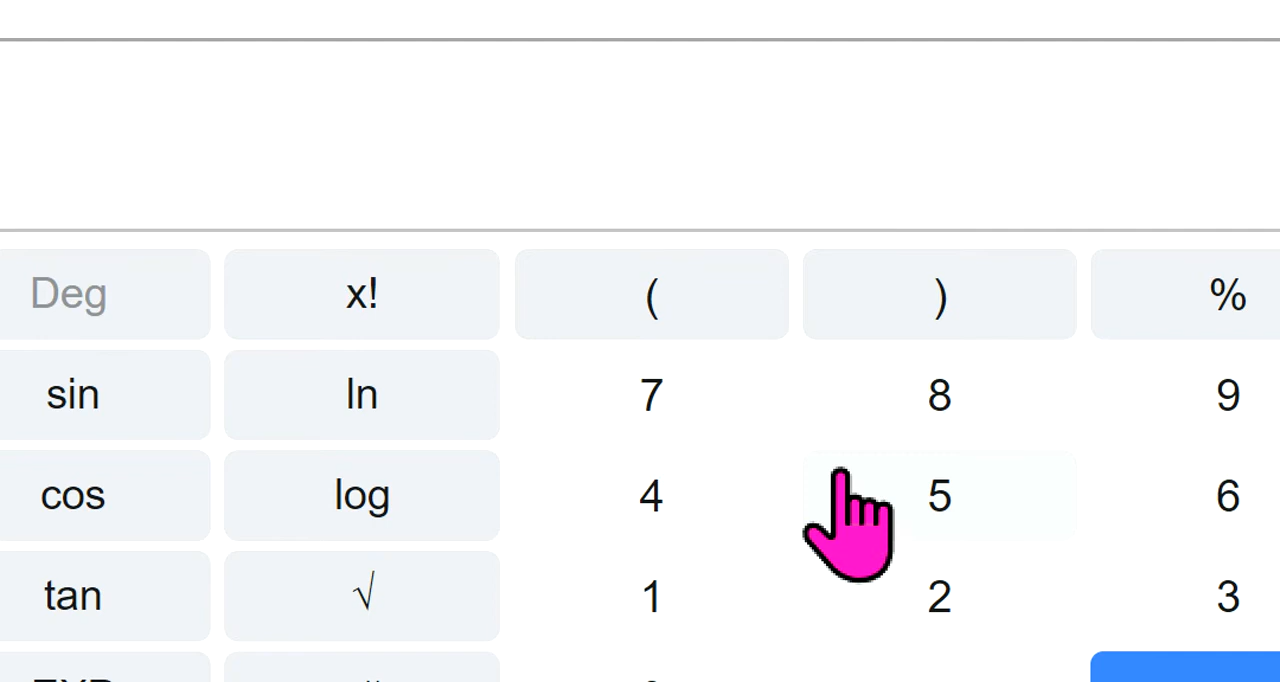 Deg x! ( ) %
sin ln 7 8 9
cos log 4 5 6
tan √ 1 2 3